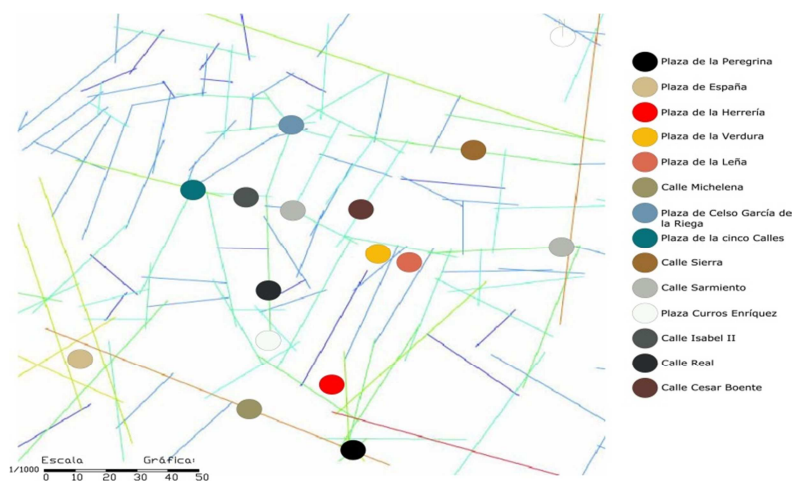 Plaza de la Peregrina
Plaza de España
Plaza de la Herrería
Plaza de la Verdura
Plaza de la Leña
Calle Michelena
Plaza de Celso García de
la Riega
Plaza de la cinco Calles
Calle Sierra
Calle Sarmiento
Plaza Curros Enríquez
Calle Isabel II
Calle Real
Calle Cesar Boente
Escala Gráfica:
1/1000
0 10 20 30 40 50